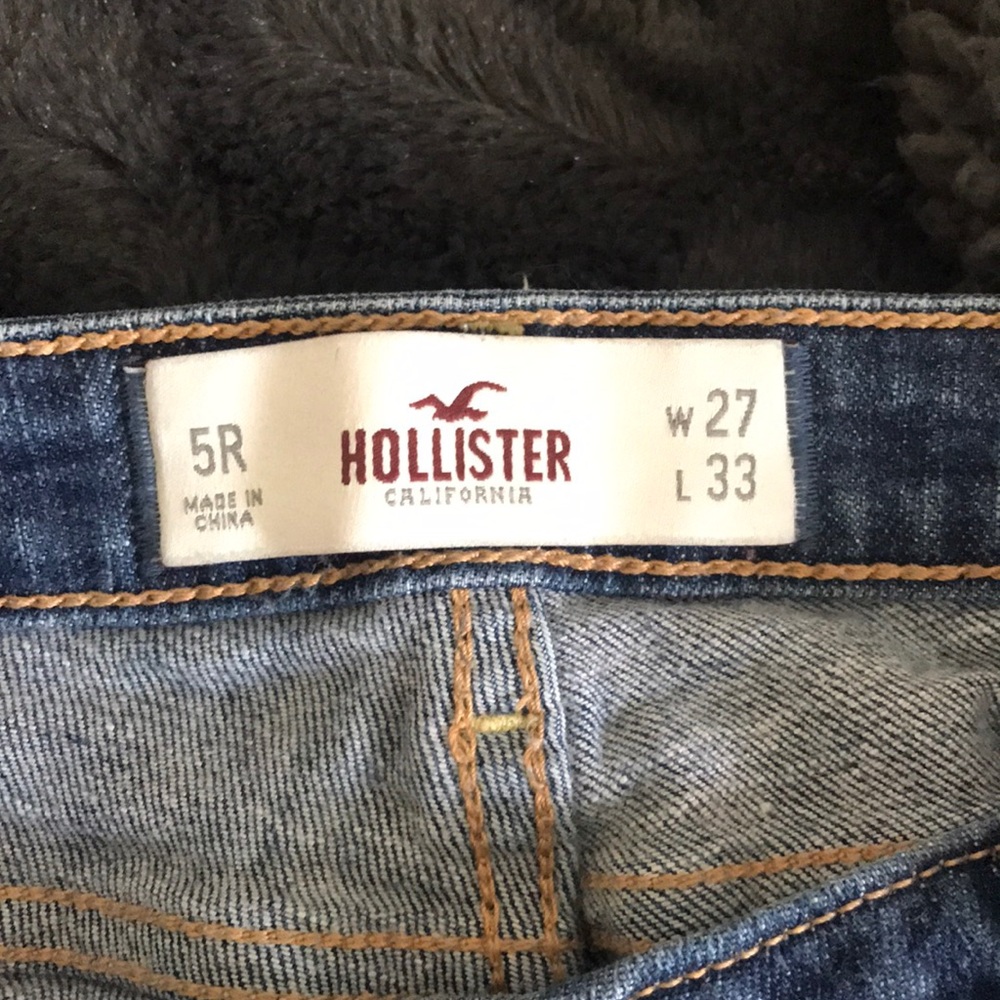 5R
MADE IN
CHINA
HOLLISTER
CALIFORNIA
W 27
L 33